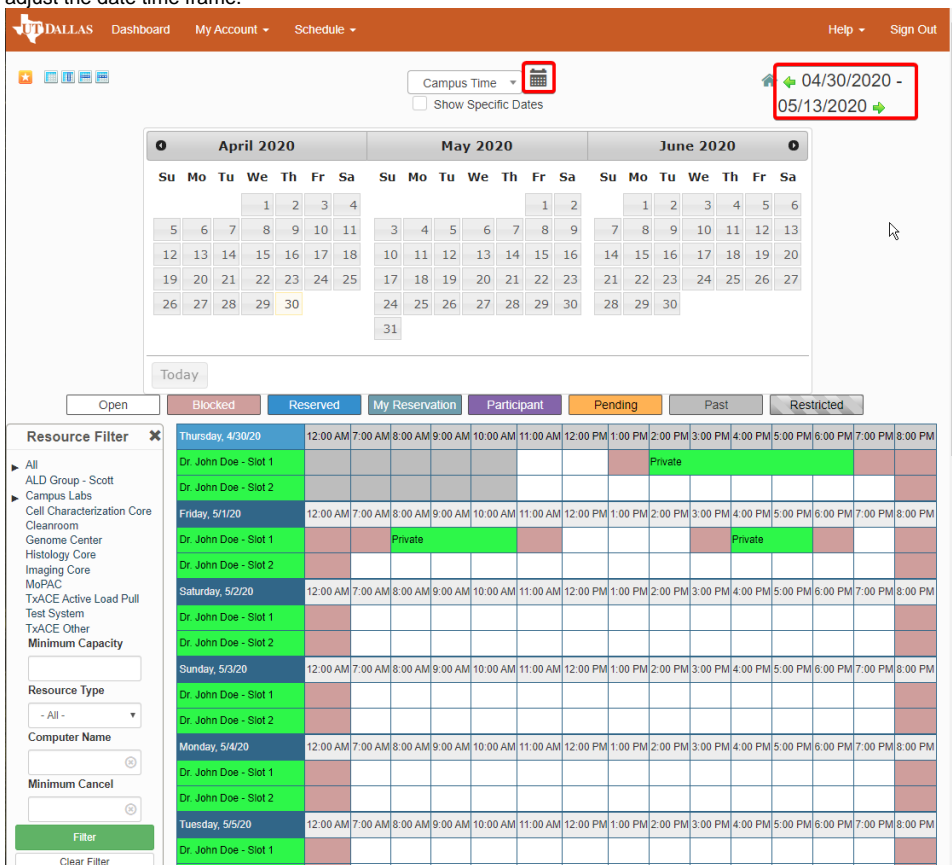 adjust the date time frame.
UT DALLAS Dashboard My Account Schedule Help Sign Out
Campus Time
Show Specific Dates
04/30/2020 -
05/13/2020
April 2020 May 2020 June 2020
Su Mo Tu We Th Fr Sa Su Mo Tu We Th Fr Sa Su Mo Tu We Th Fr Sa
1 2 3 4 1 2 1 2 3 4 5 6
5 6 7 8 9 10 11 3 4 5 6 7 8 9 7 8 9 10 11 12 13
12 13 14 15 16 17 18 10 11 12 13 14 15 16 14 15 16 17 18 19 20
19 20 21 22 23 24 25 17 18 19 20 21 22 23 21 22 23 24 25 26 27
26 27 28 29 30 24 25 26 27 28 29 30 28 29 30
31
Today
Open Blocked Reserved My Reservation Participant Pending Past Restricted
Resource Filter
All
ALD Group - Scott
Campus Labs
Cell Characterization Core
Cleanroom
Genome Center
Histology Core
Imaging Core
MoPAC
TxACE Active Load Pull
Test System
TxACE Other
Minimum Capacity
Resource Type
- All -
Computer Name
Minimum Cancel
Filter
Clear Filter
Thursday, 4/30/20 12:00 AM 7:00 AM 8:00 AM 9:00 AM 10:00 AM 11:00 AM 12:00 PM 1:00 PM 2:00 PM 3:00 PM 4:00 PM 5:00 PM 6:00 PM 7:00 PM 8:00 PM
Dr. John Doe - Slot 1 Private
Dr. John Doe - Slot 2
Friday, 5/1/20 12:00 AM 7:00 AM 8:00 AM 9:00 AM 10:00 AM 11:00 AM 12:00 PM 1:00 PM 2:00 PM 3:00 PM 4:00 PM 5:00 PM 6:00 PM 7:00 PM 8:00 PM
Dr. John Doe - Slot 1 Private Private
Dr. John Doe - Slot 2
Saturday, 5/2/20 12:00 AM 7:00 AM 8:00 AM 9:00 AM 10:00 AM 11:00 AM 12:00 PM 1:00 PM 2:00 PM 3:00 PM 4:00 PM 5:00 PM 6:00 PM 7:00 PM 8:00 PM
Dr. John Doe - Slot 1
Dr. John Doe - Slot 2
Sunday, 5/3/20 12:00 AM 7:00 AM 8:00 AM 9:00 AM 10:00 AM 11:00 AM 12:00 PM 1:00 PM 2:00 PM 3:00 PM 4:00 PM 5:00 PM 6:00 PM 7:00 PM 8:00 PM
Dr. John Doe - Slot 1
Dr. John Doe - Slot 2
Monday, 5/4/20 12:00 AM 7:00 AM 8:00 AM 9:00 AM 10:00 AM 11:00 AM 12:00 PM 1:00 PM 2:00 PM 3:00 PM 4:00 PM 5:00 PM 6:00 PM 7:00 PM 8:00 PM
Dr. John Doe - Slot 1
Dr. John Doe - Slot 2
Tuesday, 5/5/20 12:00 AM 7:00 AM 8:00 AM 9:00 AM 10:00 AM 11:00 AM 12:00 PM 1:00 PM 2:00 PM 3:00 PM 4:00 PM 5:00 PM 6:00 PM 7:00 PM 8:00 PM
Dr. John Doe - Slot 1